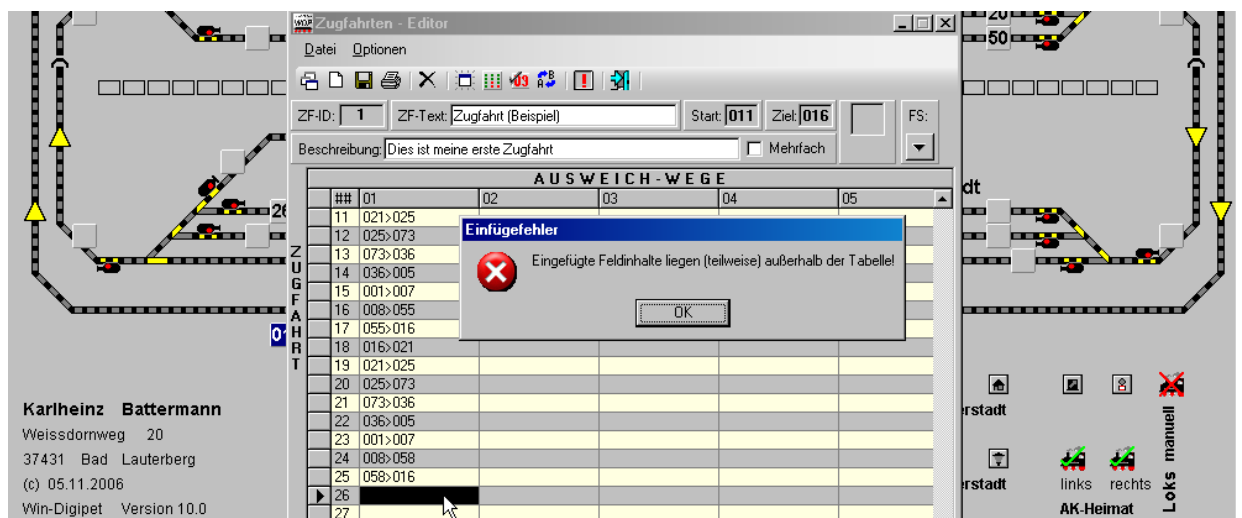 Zugfahrten - Editor
Datei Optionen
ZF-ID: 1 ZF-Text: Zugfahrt (Beispiel) Start: 011 Ziel: 016 FS:
Beschreibung: Dies ist meine erste Zugfahrt Mehrfach
AUSWEICH-WEGE
## 01 02 03 04 05
11 021>025
12 025>073
13 073>036
14 036>005
15 001>007
16 008>055
17 055>016
18 016>021
19 021>025
20 025>073
21 073>036
22 036>005
23 001>007
24 008>058
25 058>016
26
27
ZUGFAHRT
Einfügefehler
Eingefügte Feldinhalte liegen (teilweise) außerhalb der Tabelle!
OK
20
50
26
01
dt
Karlheinz Battermann
Weissdornweg 20
37431 Bad Lauterberg
(c) 05.11.2006
Win-Digipet Version 10.0
erstadt
erstadt
links rechts
AK-Heimat
Loks manuell